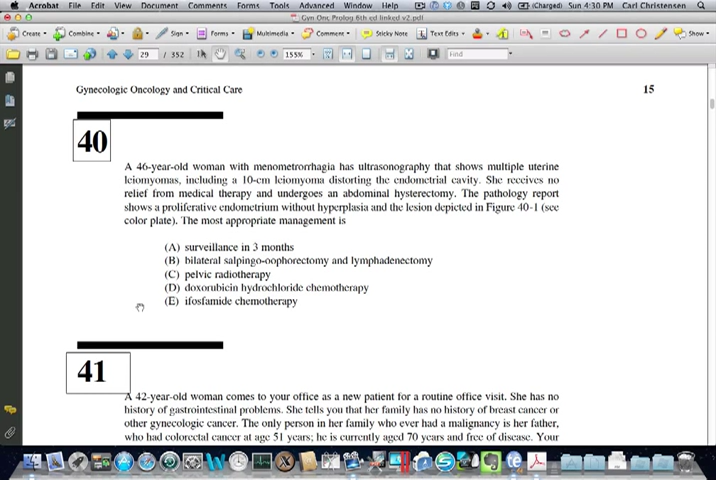 Acrobat File Edit View Document Comments Forms Tools Advanced Window Help (Charged) Sun 4:30 PM Carl Christensen
Gyn Onc Prolog 6th ed linked v2.pdf
Create Combine Sign Forms Multimedia Comment Sticky Note Text Edits Show
29 / 352 155% Find
Gynecologic Oncology and Critical Care 15
40
A 46-year-old woman with menometrorrhagia has ultrasonography that shows multiple uterine
leiomyomas, including a 10-cm leiomyoma distorting the endometrial cavity. She receives no
relief from medical therapy and undergoes an abdominal hysterectomy. The pathology report
shows a proliferative endometrium without hyperplasia and the lesion depicted in Figure 40-1 (see
color plate). The most appropriate management is
(A) surveillance in 3 months
(B) bilateral salpingo-oophorectomy and lymphadenectomy
(C) pelvic radiotherapy
(D) doxorubicin hydrochloride chemotherapy
(E) ifosfamide chemotherapy
41
A 42-year-old woman comes to your office as a new patient for a routine office visit. She has no
history of gastrointestinal problems. She tells you that her family has no history of breast cancer or
other gynecologic cancer. The only person in her family who ever had a malignancy is her father,
who had colorectal cancer at age 51 years; he is currently aged 70 years and free of disease. Your